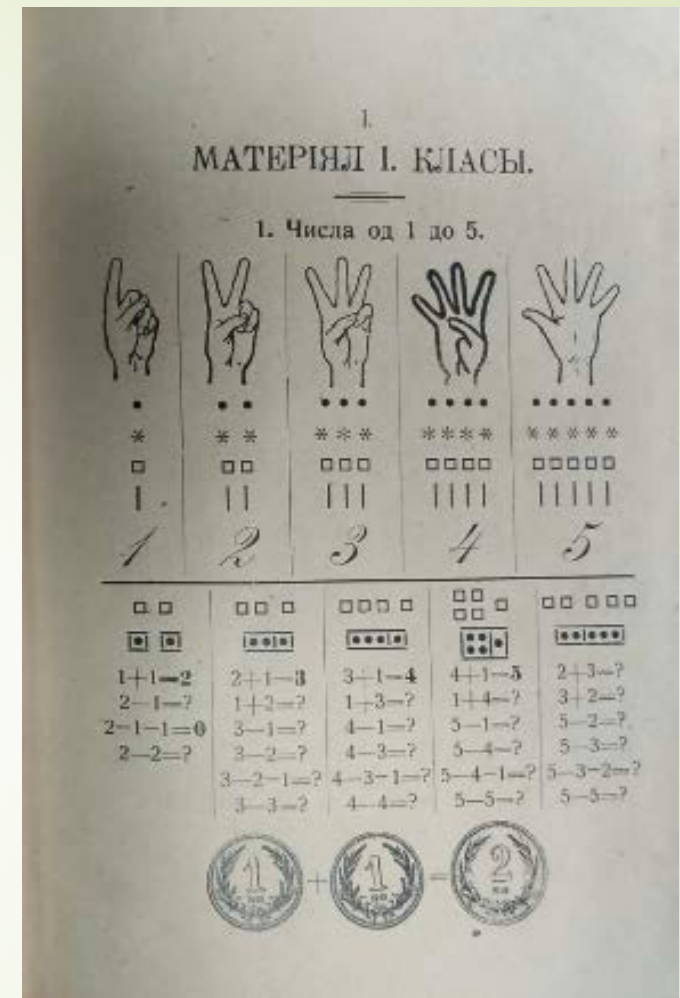 I.
МАТЕРІЯЛ І. КЛАСЫ.
1. Числа од 1 до 5.
1 2 3 4 5
1+1=2 2+1=3 3+1=4 4+1=5 2+3=?
2—1=? 1+2=? 1+3=? 1+4=? 3+2=?
2—1—1=0 3—1=? 4—1=? 5—1=? 5—2=?
2—2=? 3—2=? 4—3=? 5—4=? 5—3=?
3—2—1=? 4—3—1=? 5—4—1=? 5—3—2=?
3—3=? 4—4=? 5—5=? 5—5=?
1 + 1 = 2